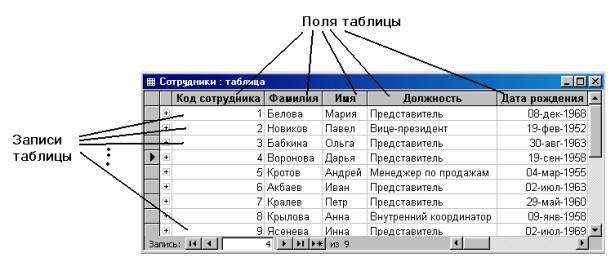 Поля таблицы
Сотрудники : таблица
Код сотрудника Фамилия Имя Должность Дата рождения
Записи таблицы
1 Белова Мария Представитель 08-дек-1968
2 Новиков Павел Вице-президент 19-фев-1952
3 Бабкина Ольга Представитель 30-авг-1963
4 Воронова Дарья Представитель 19-сен-1958
5 Кротов Андрей Менеджер по продажам 04-мар-1955
6 Акбаев Иван Представитель 02-июл-1963
7 Кралев Петр Представитель 29-май-1960
8 Крылова Анна Внутренний координатор 09-янв-1958
9 Ясенева Инна Представитель 02-июл-1969
Запись: 4 из 9